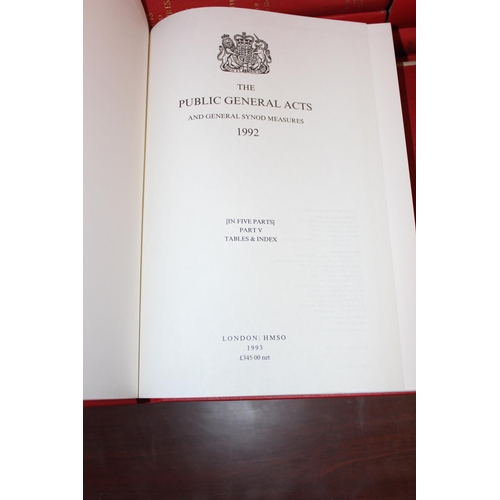 THE
PUBLIC GENERAL ACTS
AND GENERAL SYNOD MEASURES
1992
[IN FIVE PARTS]
PART V
TABLES & INDEX
LONDON: HMSO
1993
£345·00 net